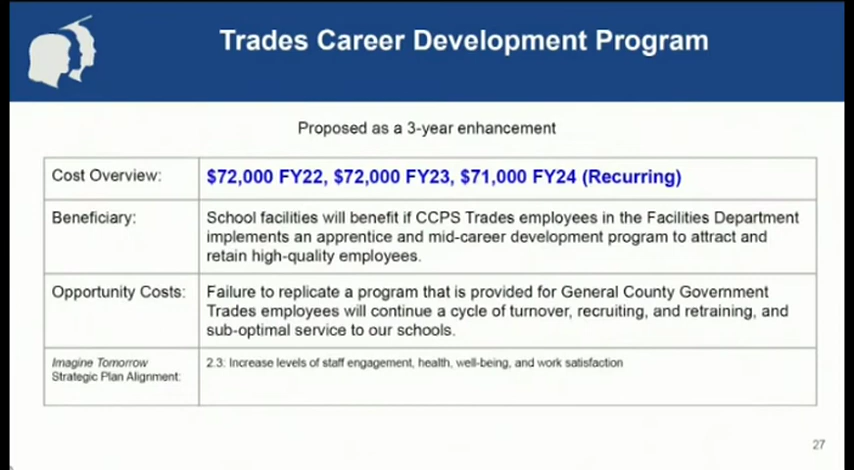 Trades Career Development Program
Proposed as a 3-year enhancement
Cost Overview:
$72,000 FY22, $72,000 FY23, $71,000 FY24 (Recurring)
Beneficiary:
School facilities will benefit if CCPS Trades employees in the Facilities Department
implements an apprentice and mid-career development program to attract and
retain high-quality employees.
Opportunity Costs:
Failure to replicate a program that is provided for General County Government
Trades employees will continue a cycle of turnover, recruiting, and retraining, and
sub-optimal service to our schools.
Imagine Tomorrow
Strategic Plan Alignment:
2.3: Increase levels of staff engagement, health, well-being, and work satisfaction
27